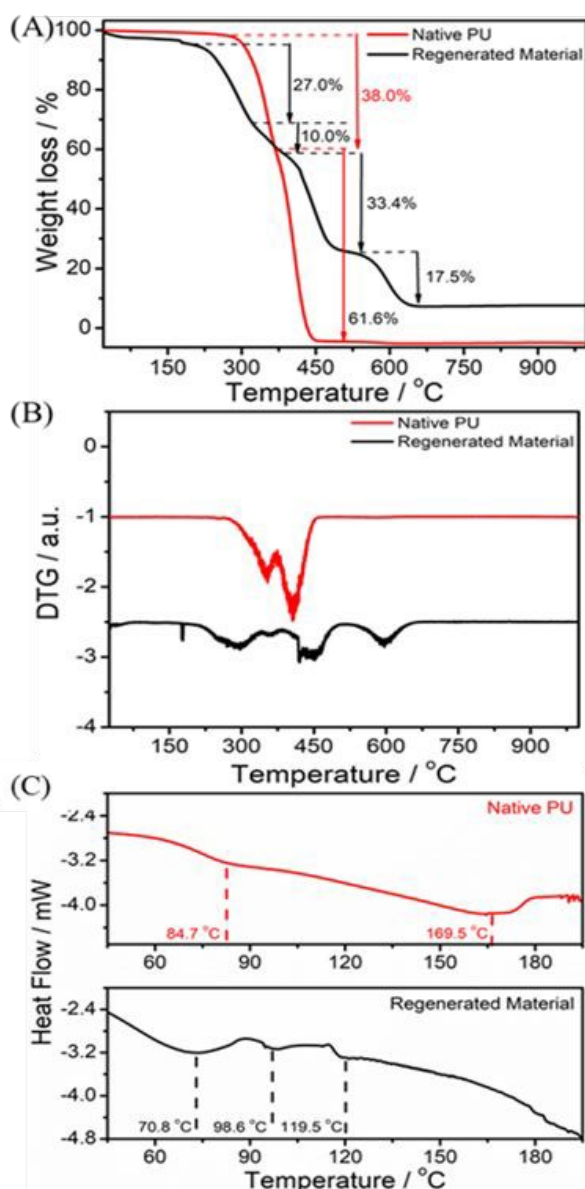 (A)
100
80
60
40
20
0
Weight loss / %
Native PU
Regenerated Material
27.0%
38.0%
10.0%
33.4%
17.5%
61.6%
150 300 450 600 750 900
Temperature / °C
(B)
0
-1
-2
-3
-4
DTG / a.u.
Native PU
Regenerated Material
150 300 450 600 750 900
Temperature / °C
(C)
Heat Flow / mW
-2.4
-3.2
-4.0
Native PU
84.7 °C
169.5 °C
60 90 120 150 180
-2.4
-3.2
-4.0
-4.8
Regenerated Material
70.8 °C
98.6 °C
119.5 °C
60 90 120 150 180
Temperature / °C